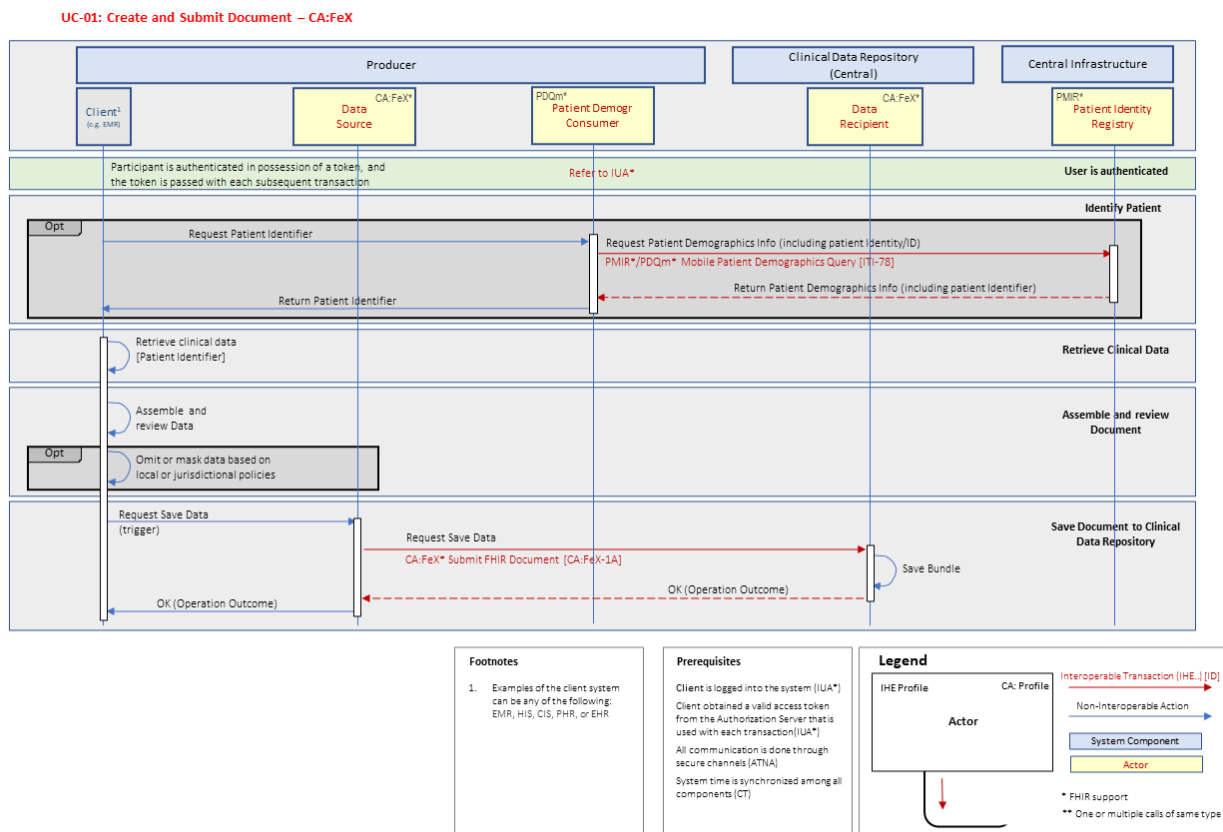 UC-01: Create and Submit Document – CA:FeX
Producer
Clinical Data Repository
(Central)
Central Infrastructure
Client1
(e.g. EMR)
CA:FeX*
Data
Source
PDQm*
Patient Demogr
Consumer
CA:FeX*
Data
Recipient
PMIR*
Patient Identity
Registry
Participant is authenticated in possession of a token, and
the token is passed with each subsequent transaction
Refer to IUA*
User is authenticated
Identify Patient
Opt
Request Patient Identifier
Request Patient Demographics Info (including patient Identity/ID)
PMIR*/PDQm* Mobile Patient Demographics Query [ITI-78]
Return Patient Demographics Info (including patient Identifier)
Return Patient Identifier
Retrieve clinical data
[Patient Identifier]
Retrieve Clinical Data
Assemble and
review Data
Assemble and review
Document
Opt
Omit or mask data based on
local or jurisdictional policies
Request Save Data
(trigger)
Save Document to Clinical
Data Repository
Request Save Data
CA:FeX* Submit FHIR Document [CA:FeX-1A]
Save Bundle
OK (Operation Outcome)
OK (Operation Outcome)
Footnotes
1. Examples of the client system
can be any of the following:
EMR, HIS, CIS, PHR, or EHR
Prerequisites
Client is logged into the system (IUA*)
Client obtained a valid access token
from the Authorization Server that is
used with each transaction(IUA*)
All communication is done through
secure channels (ATNA)
System time is synchronized among all
components (CT)
Legend
IHE Profile
CA: Profile
Actor
Interoperable Transaction (IHE..) [ID]
Non-Interoperable Action
System Component
Actor
* FHIR support
** One or multiple calls of same type